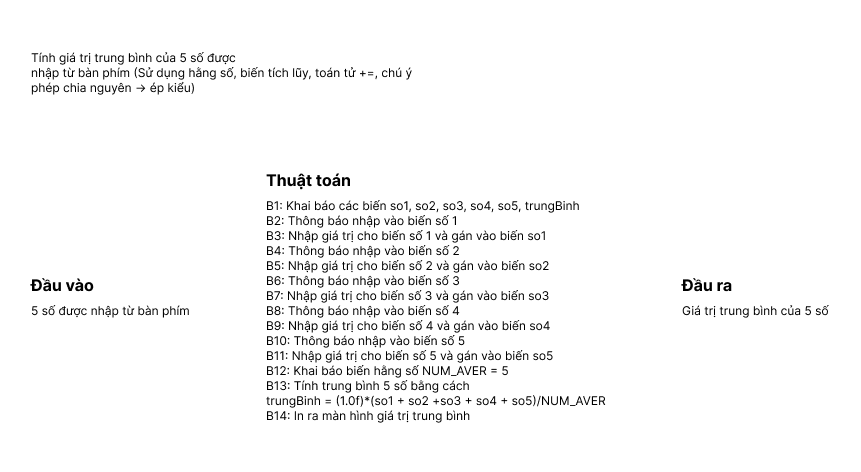 Tính giá trị trung bình của 5 số được
nhập từ bàn phím (Sử dụng hằng số, biến tích lũy, toán tử +=, chú ý
phép chia nguyên → ép kiểu)
Thuật toán
B1: Khai báo các biến so1, so2, so3, so4, so5, trungBinh
B2: Thông báo nhập vào biến số 1
B3: Nhập giá trị cho biến số 1 và gán vào biến so1
B4: Thông báo nhập vào biến số 2
B5: Nhập giá trị cho biến số 2 và gán vào biến so2
B6: Thông báo nhập vào biến số 3
B7: Nhập giá trị cho biến số 3 và gán vào biến so3
B8: Thông báo nhập vào biến số 4
B9: Nhập giá trị cho biến số 4 và gán vào biến so4
B10: Thông báo nhập vào biến số 5
B11: Nhập giá trị cho biến số 5 và gán vào biến so5
B12: Khai báo biến hằng số NUM_AVER = 5
B13: Tính trung bình 5 số bằng cách
trungBinh = (1.0f)*(so1 + so2 +so3 + so4 + so5)/NUM_AVER
B14: In ra màn hình giá trị trung bình
Đầu vào
5 số được nhập từ bàn phím
Đầu ra
Giá trị trung bình của 5 số